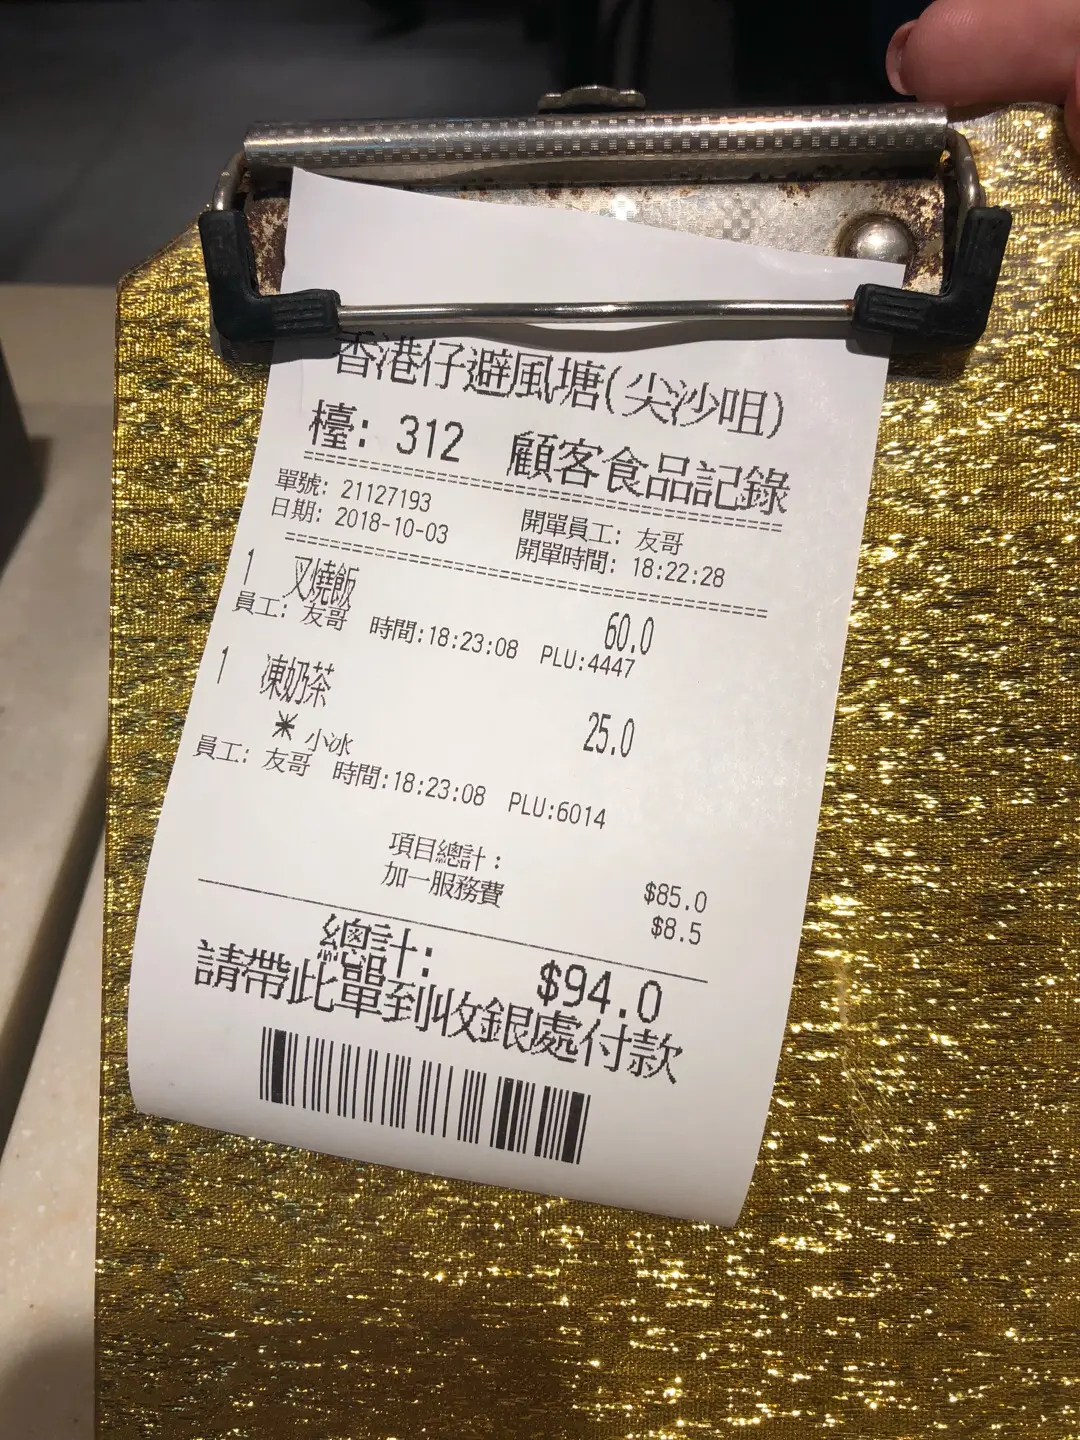 香港仔避風塘(尖沙咀)
檯: 312 顧客食品記錄
單號: 21127193 開單員工: 友哥
日期: 2018-10-03 開單時間: 18:22:28
1 叉燒飯 60.0
員工: 友哥 時間:18:23:08 PLU:4447
1 凍奶茶 25.0
* 小冰
員工: 友哥 時間:18:23:08 PLU:6014
項目總計: $85.0
加一服務費 $8.5
總計: $94.0
請帶此單到收銀處付款